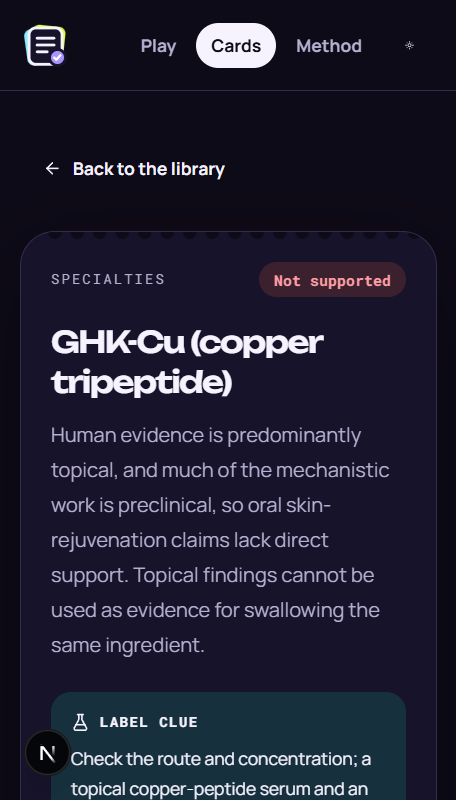 Play
Cards
Method
Back to the library
SPECIALTIES
Not supported
GHK-Cu (copper
tripeptide)
Human evidence is predominantly
topical, and much of the mechanistic
work is preclinical, so oral skin-
rejuvenation claims lack direct
support. Topical findings cannot be
used as evidence for swallowing the
same ingredient.
LABEL CLUE
N
Check the route and concentration; a
topical copper-peptide serum and an